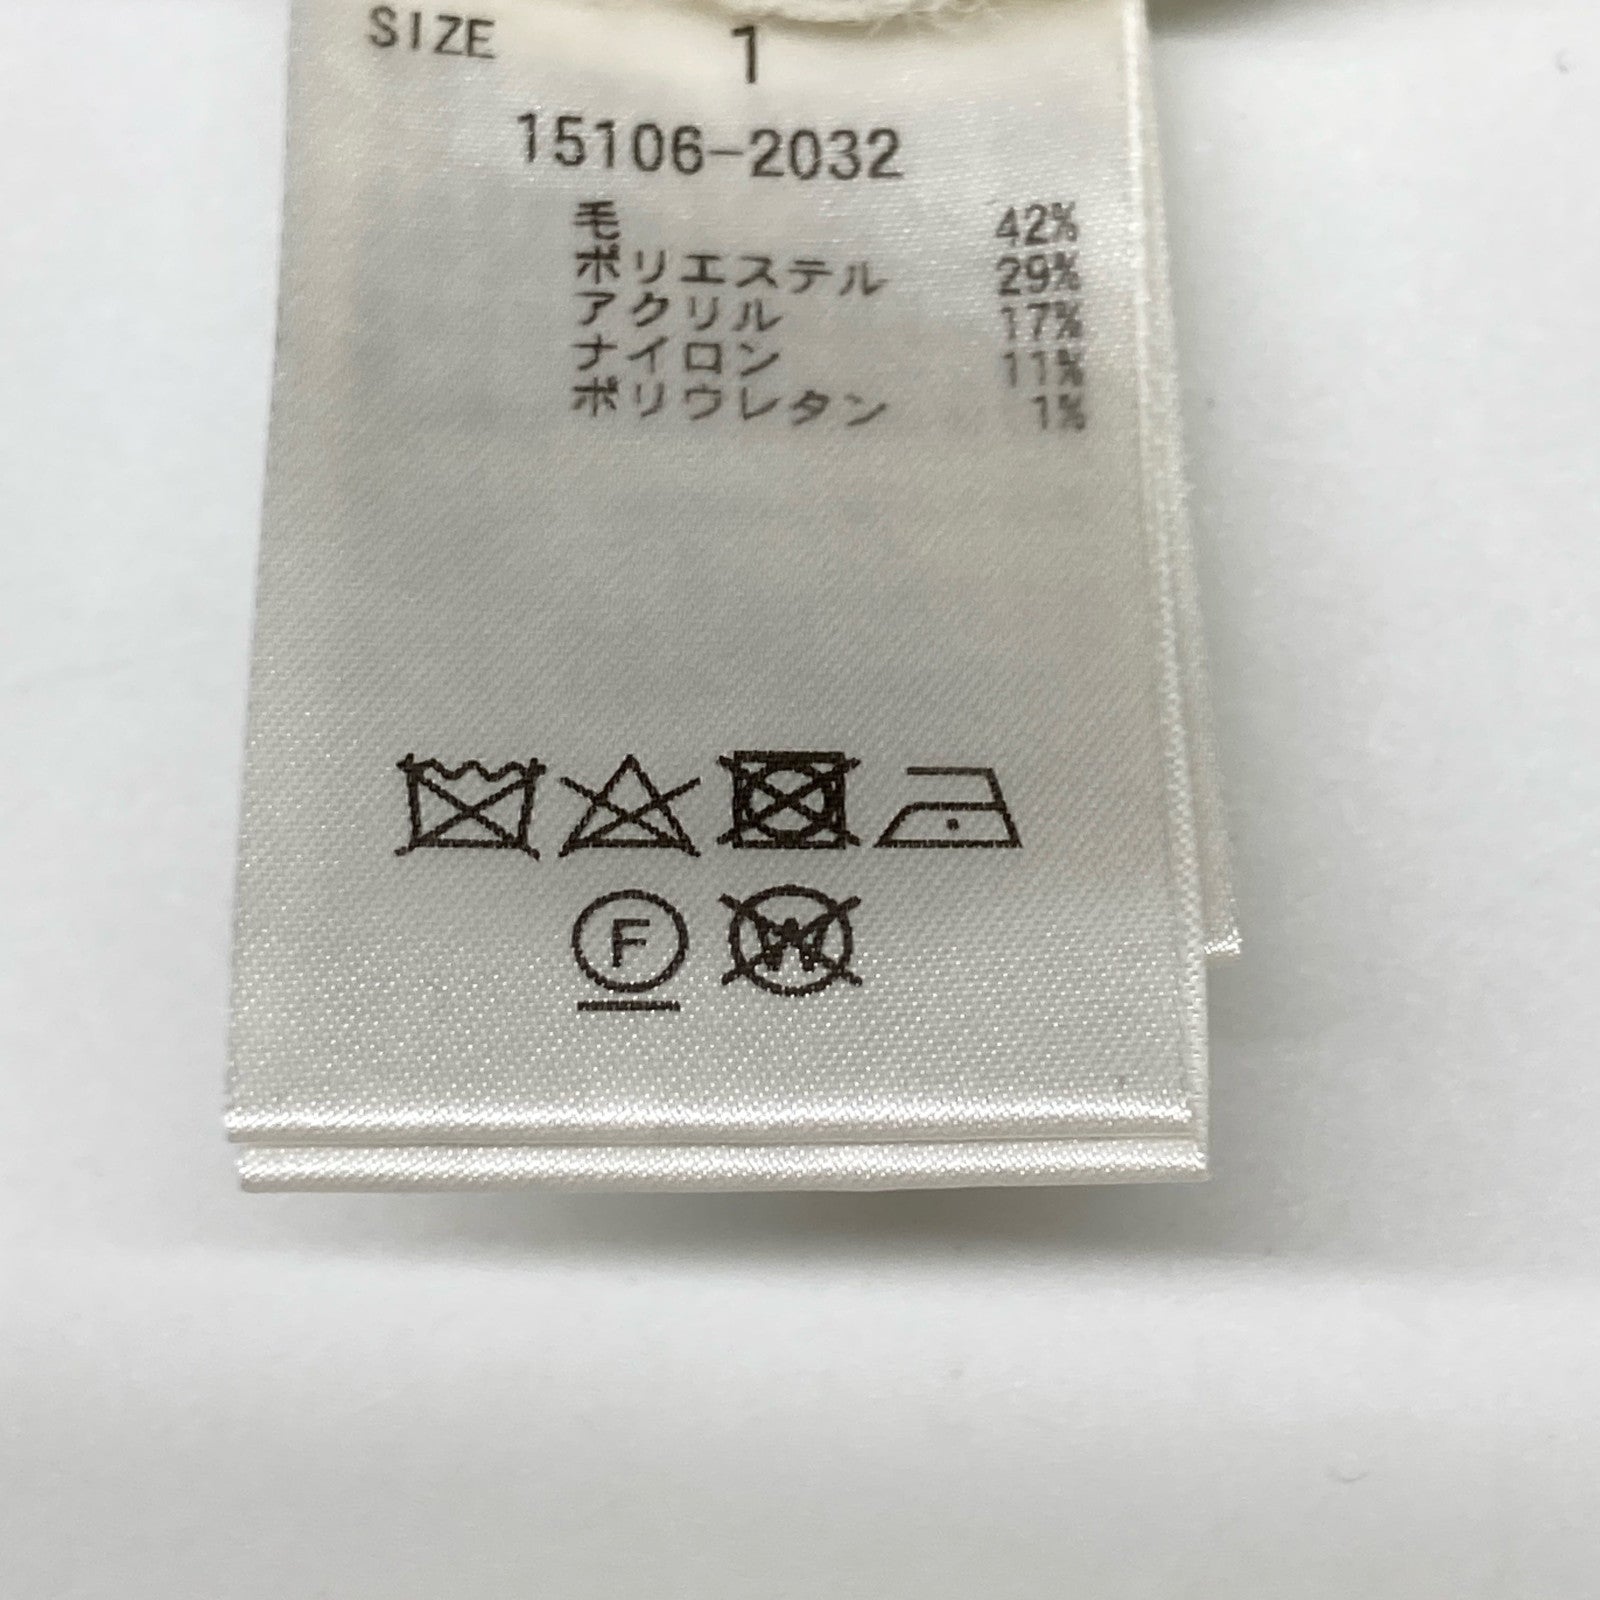 SIZE 1
15106-2032
毛 42%
ポリエステル 29%
アクリル 17%
ナイロン 11%
ポリウレタン 1%
F W